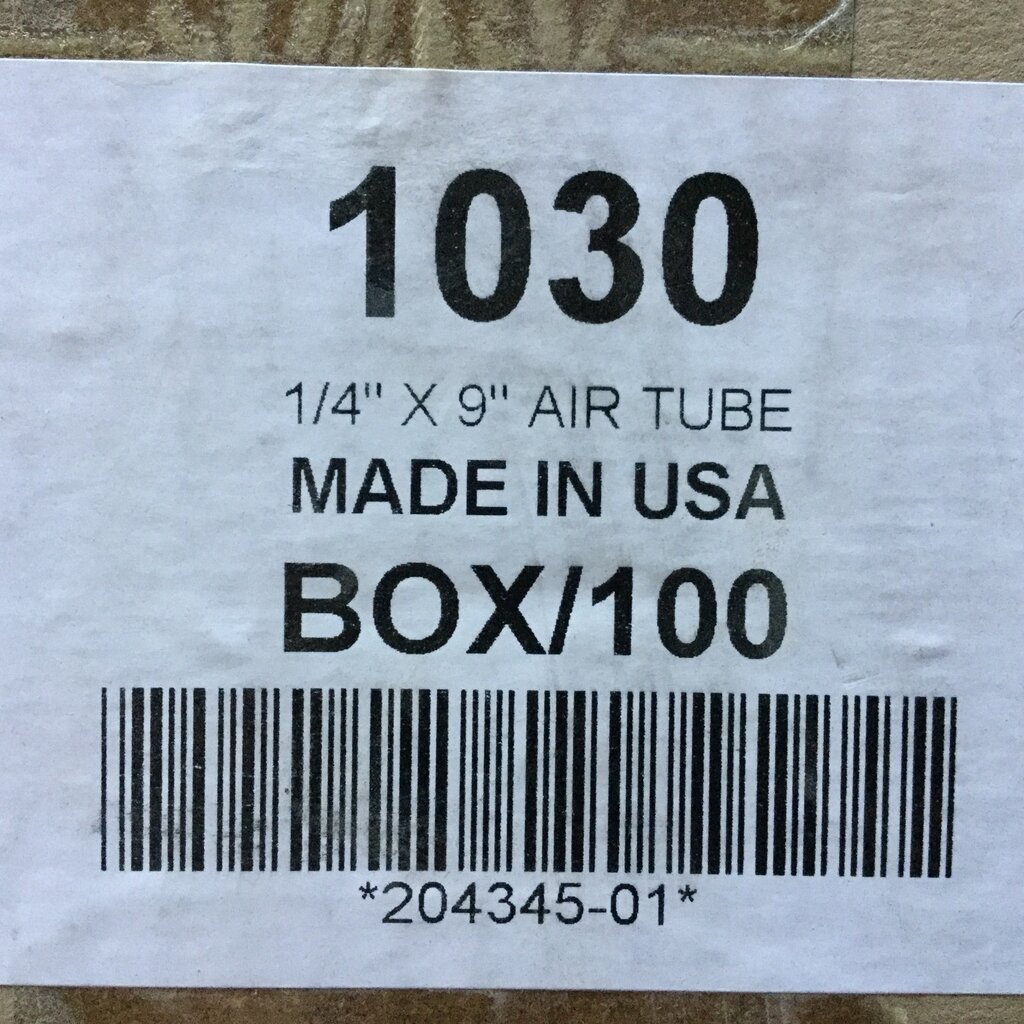 1030
1/4" X 9" AIR TUBE
MADE IN USA
BOX/100
*204345-01*